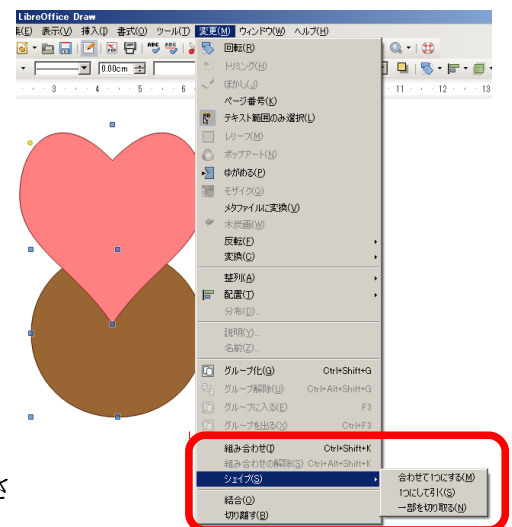 LibreOffice Draw
(E) 表示(V) 挿入(I) 書式(O) ツール(T) 変更(M) ウィンドウ(W) ヘルプ(H)
0.00cm
3 4 5 6 11 12 13
回転(R)
トリミング(H)
ぼかし(J)
ページ番号(K)
テキスト範囲のみ選択(L)
レリーフ(M)
ポップアート(N)
ゆがめる(P)
モザイク(Q)
メタファイルに変換(V)
木炭画(W)
反転(F)
変換(C)
整列(A)
配置(T)
分布(D)...
説明(Y)...
名前(Z)...
グループ化(G) Ctrl+Shift+G
グループ解除(U) Ctrl+Alt+Shift+G
グループに入る(E) F3
グループを出る(X) Ctrl+F3
組み合わせ(I) Ctrl+Shift+K
組み合わせの解除(S) Ctrl+Alt+Shift+K
シェイプ(S)
合わせて1つにする(M)
1つにして引く(S)
一部を切り取る(N)
結合(O)
切り離す(B)